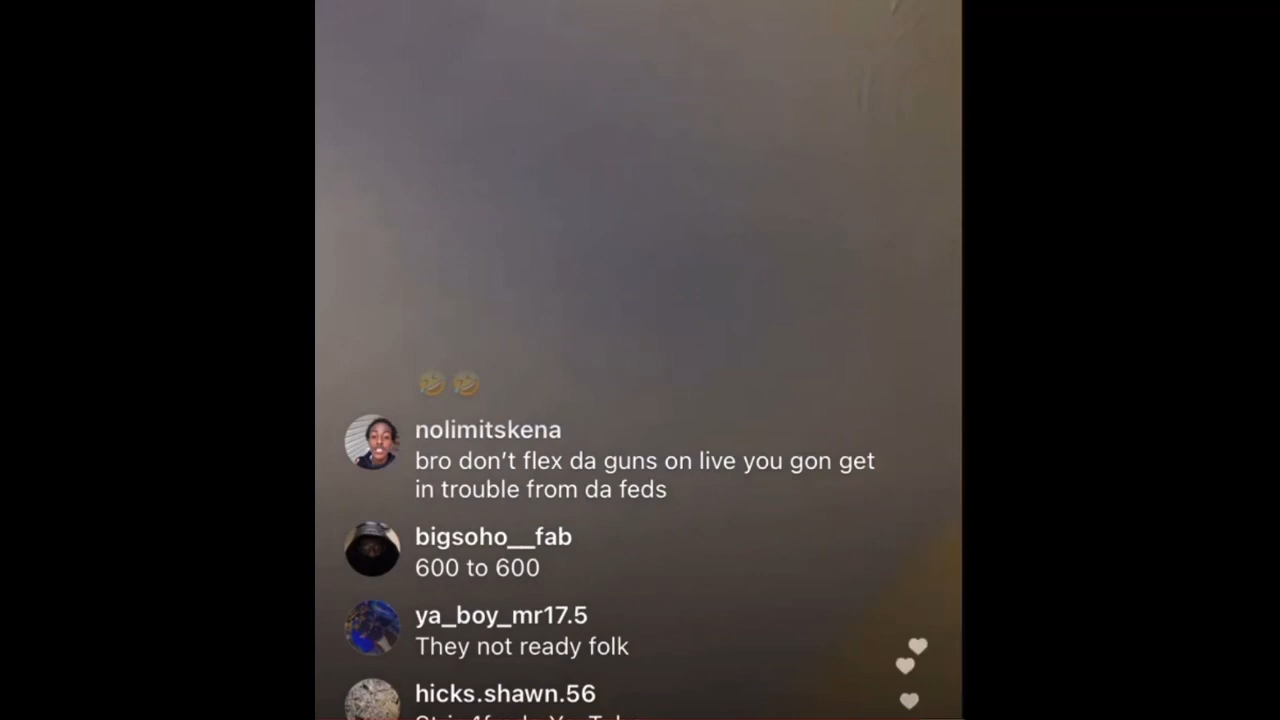 🤣🤣
nolimitskena
bro don’t flex da guns on live you gon get
in trouble from da feds
bigsoho__fab
600 to 600
ya_boy_mr17.5
They not ready folk
hicks.shawn.56